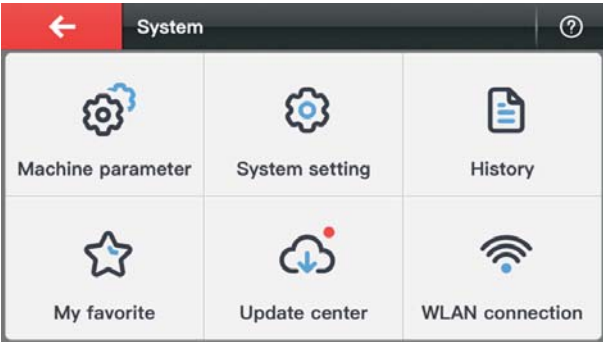 System
Machine parameter
System setting
History
My favorite
Update center
WLAN connection